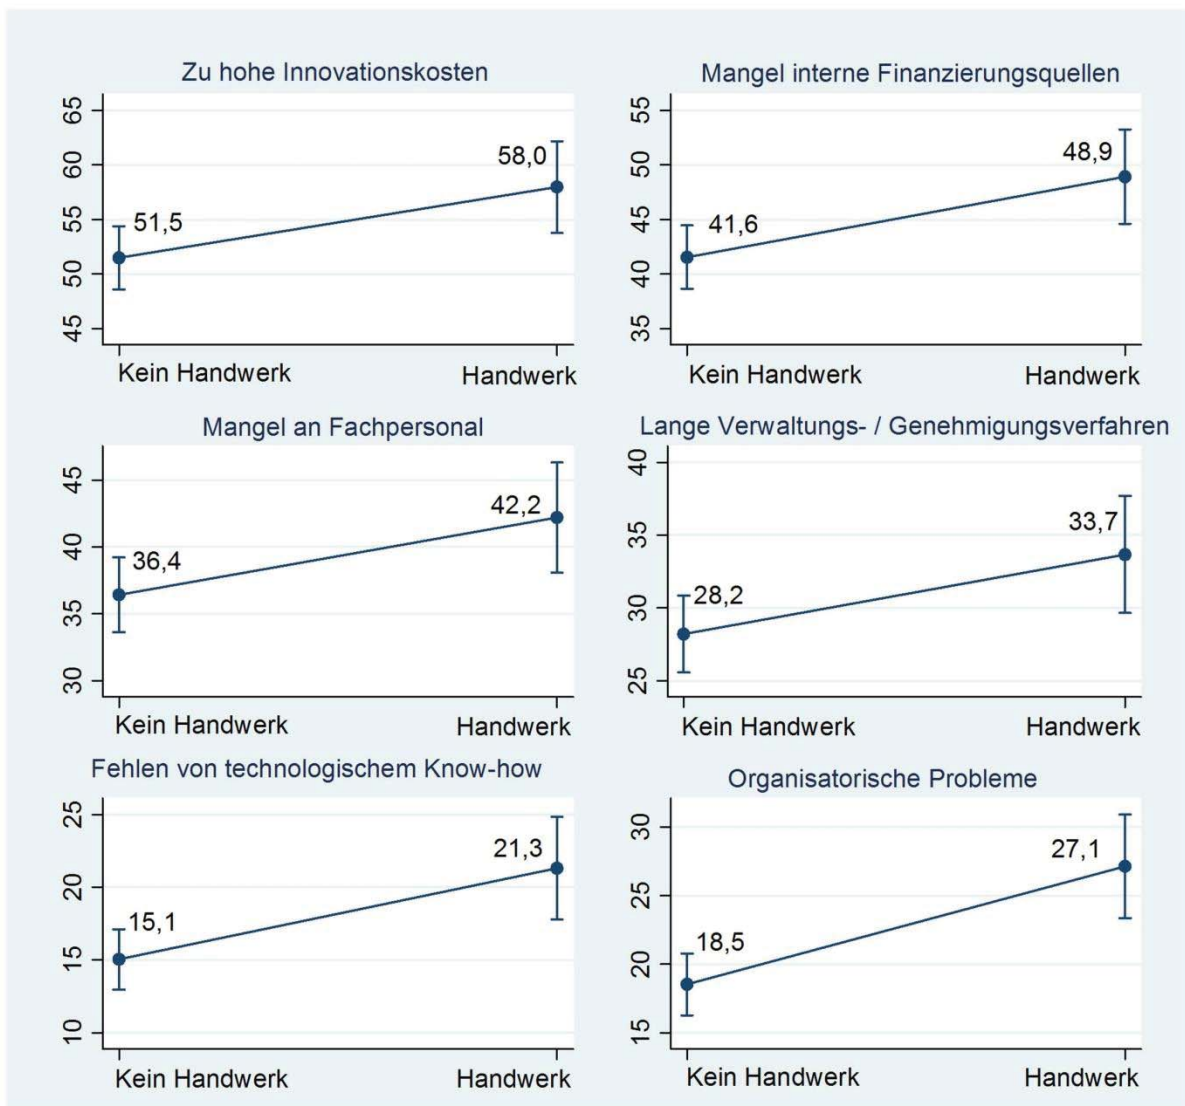 Zu hohe Innovationskosten
65
60
55
50
45
51,5
58,0
Kein Handwerk
Handwerk
Mangel interne Finanzierungsquellen
55
50
45
40
35
41,6
48,9
Kein Handwerk
Handwerk
Mangel an Fachpersonal
45
40
35
30
36,4
42,2
Kein Handwerk
Handwerk
Lange Verwaltungs- / Genehmigungsverfahren
40
35
30
25
28,2
33,7
Kein Handwerk
Handwerk
Fehlen von technologischem Know-how
25
20
15
10
15,1
21,3
Kein Handwerk
Handwerk
Organisatorische Probleme
30
25
20
15
18,5
27,1
Kein Handwerk
Handwerk